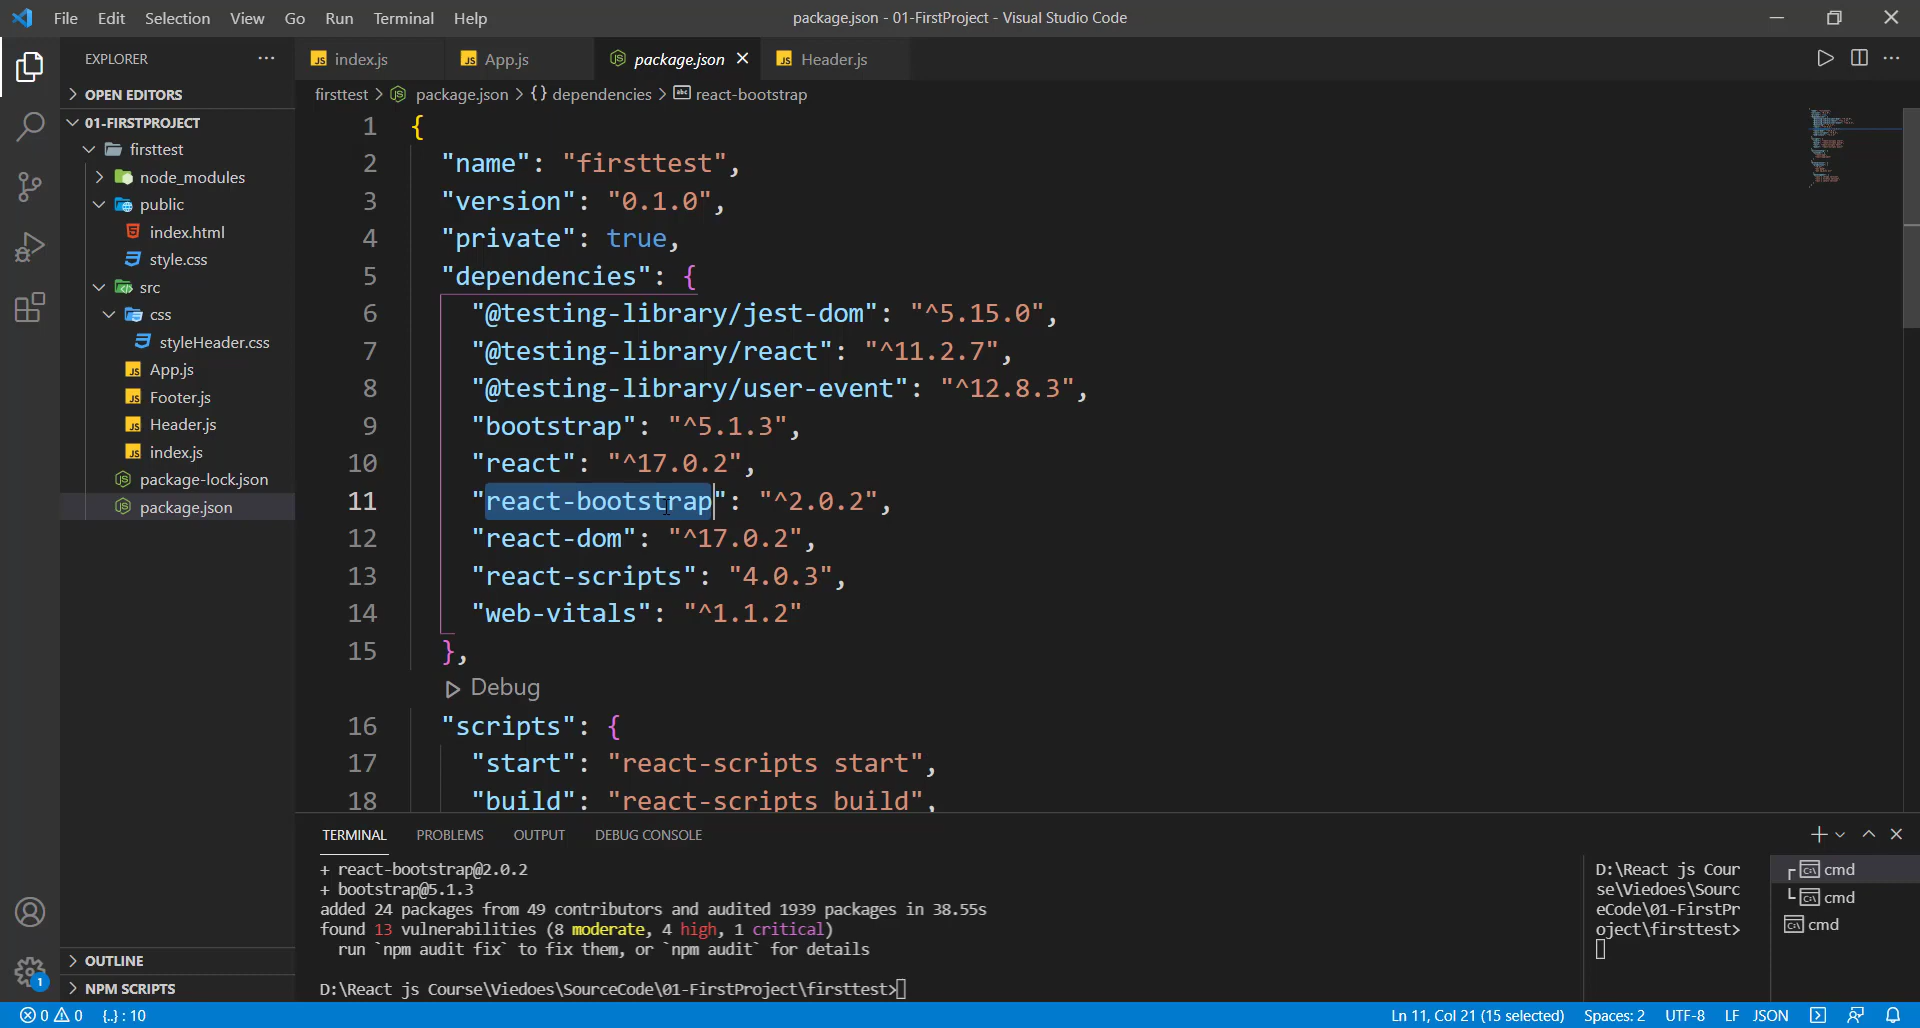 File Edit Selection View Go Run Terminal Help
package.json - 01-FirstProject - Visual Studio Code
EXPLORER
OPEN EDITORS
01-FIRSTPROJECT
firsttest
node_modules
public
index.html
style.css
src
css
styleHeader.css
App.js
Footer.js
Header.js
index.js
package-lock.json
package.json
OUTLINE
NPM SCRIPTS
index.js App.js package.json Header.js
firsttest > package.json > {} dependencies > react-bootstrap
1 {
2 "name": "firsttest",
3 "version": "0.1.0",
4 "private": true,
5 "dependencies": {
6 "@testing-library/jest-dom": "^5.15.0",
7 "@testing-library/react": "^11.2.7",
8 "@testing-library/user-event": "^12.8.3",
9 "bootstrap": "^5.1.3",
10 "react": "^17.0.2",
11 "react-bootstrap": "^2.0.2",
12 "react-dom": "^17.0.2",
13 "react-scripts": "4.0.3",
14 "web-vitals": "^1.1.2"
15 },
Debug
16 "scripts": {
17 "start": "react-scripts start",
18 "build": "react-scripts build",
TERMINAL PROBLEMS OUTPUT DEBUG CONSOLE
+ react-bootstrap@2.0.2
+ bootstrap@5.1.3
added 24 packages from 49 contributors and audited 1939 packages in 38.55s
found 13 vulnerabilities (8 moderate, 4 high, 1 critical)
run `npm audit fix` to fix them, or `npm audit` for details
D:\React js Course\Viedoes\SourceCode\01-FirstProject\firsttest>
D:\React js Cour
se\Viedoes\Sourc
eCode\01-FirstPr
oject\firsttest>
cmd
cmd
cmd
1
0 0 {..} : 10
Ln 11, Col 21 (15 selected) Spaces: 2 UTF-8 LF JSON